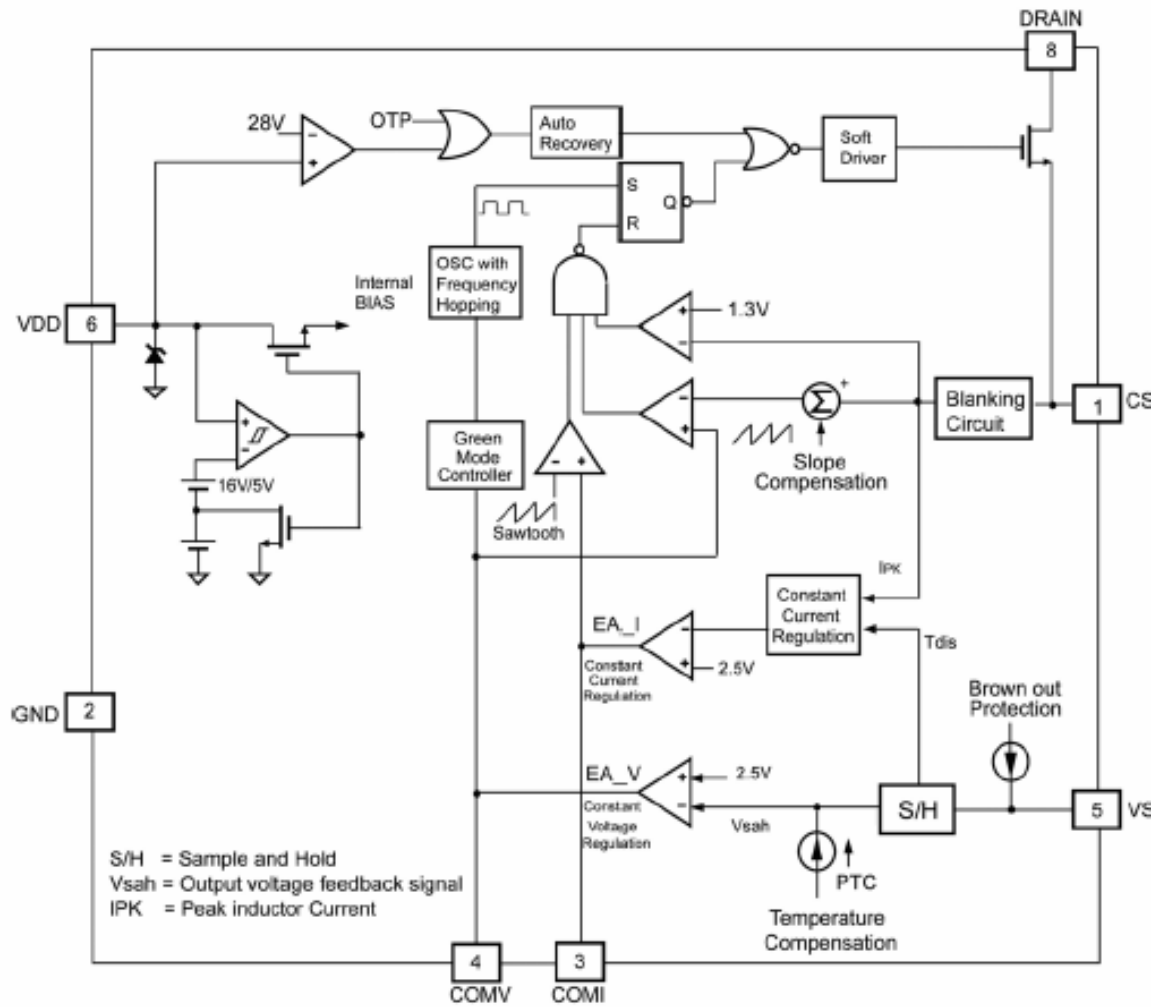 DRAIN
8
28V
OTP
Auto
Recovery
Soft
Driver
S
R
Q
OSC with
Frequency
Hopping
Internal
BIAS
VDD
6
1.3V
Blanking
Circuit
1
CS
Green
Mode
Controller
16V/5V
Sawtooth
Σ
Slope
Compensation
IPK
Constant
Current
Regulation
EA_I
Tdis
2.5V
Constant
Current
Regulation
GND
2
Brown out
Protection
EA_V
2.5V
Constant
Voltage
Regulation
Vsah
S/H
5
VS
PTC
S/H = Sample and Hold
Vsah = Output voltage feedback signal
IPK = Peak inductor Current
Temperature
Compensation
4
3
COMV
COMI